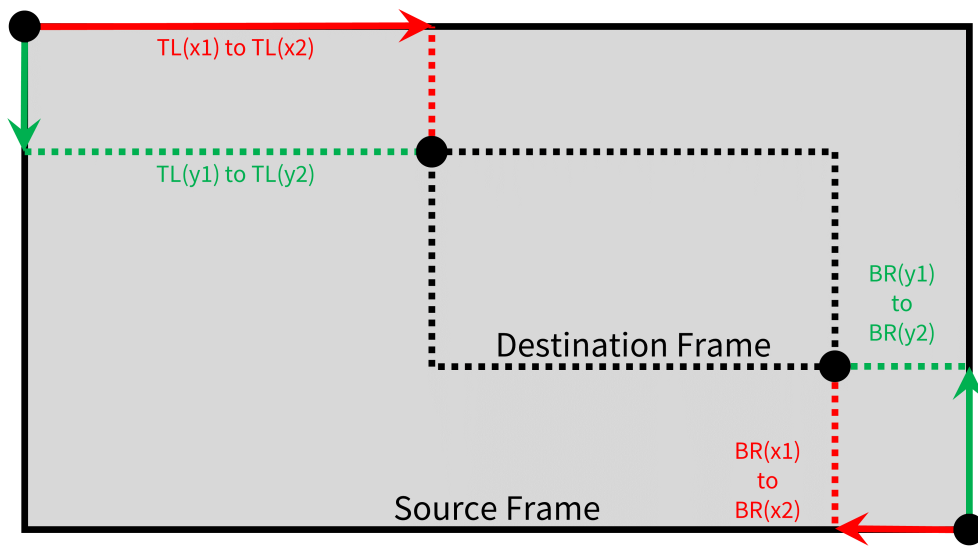 TL(x1) to TL(x2)
TL(y1) to TL(y2)
BR(y1)
to
BR(y2)
Destination Frame
BR(x1)
to
BR(x2)
Source Frame